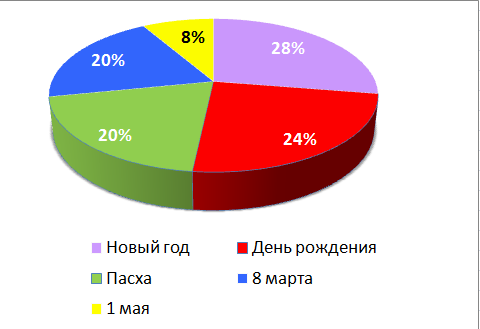 8%
28%
20%
20%
24%
Новый год
День рождения
Пасха
8 марта
1 мая